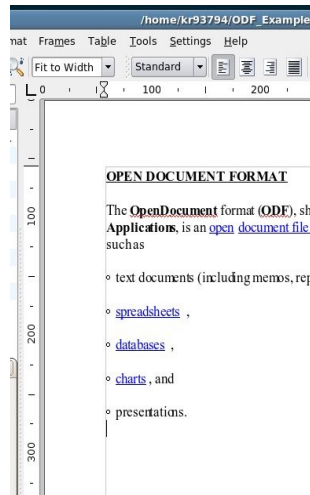 /home/kr93794/ODF_Example
mat Frames Table Tools Settings Help
Fit to Width Standard
0 100 200
OPEN DOCUMENT FORMAT
The OpenDocument format (ODF), sh
Applications, is an open document file
such as
text documents (including memos, rep
spreadsheets ,
databases ,
charts , and
presentations.
100
200
300